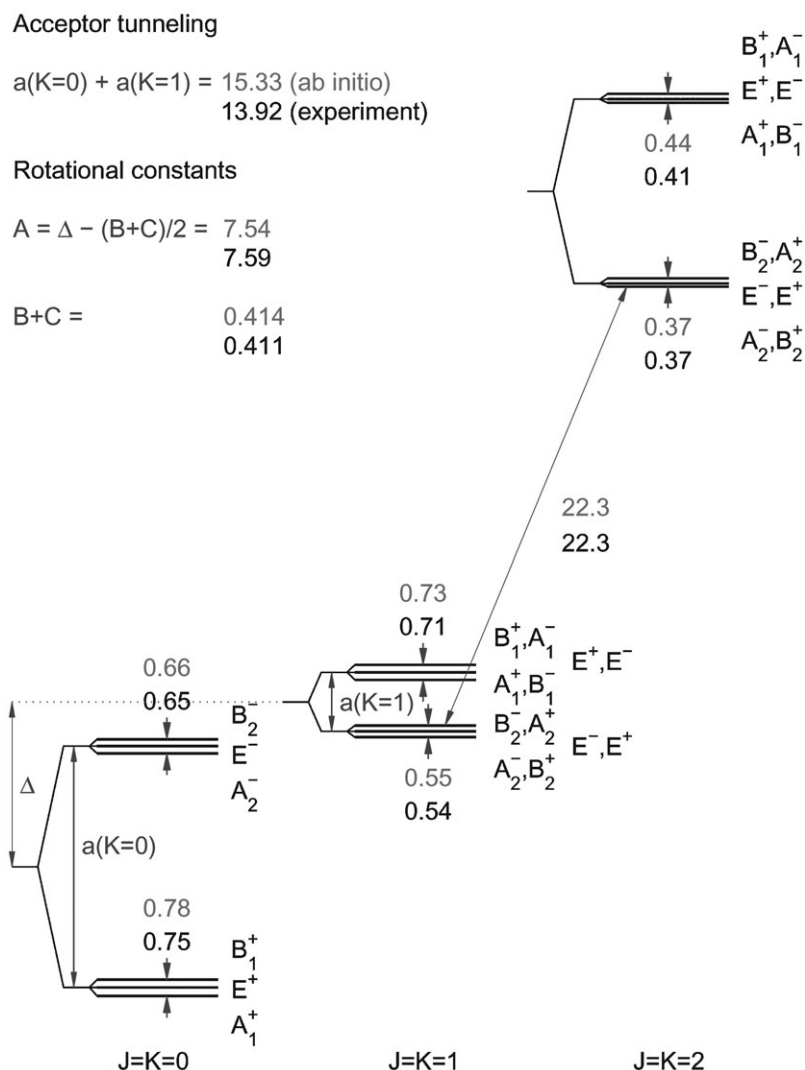 Acceptor tunneling
a(K=0) + a(K=1) = 15.33 (ab initio)
13.92 (experiment)
Rotational constants
A = Δ − (B+C)/2 = 7.54
7.59
B+C = 0.414
0.411
B₁⁺,A₁⁻
E⁺,E⁻
A₁⁺,B₁⁻
0.44
0.41
B₂⁻,A₂⁺
E⁻,E⁺
A₂⁻,B₂⁺
0.37
0.37
22.3
22.3
0.73
0.71
B₁⁺,A₁⁻
E⁺,E⁻
A₁⁺,B₁⁻
a(K=1)
B₂⁻,A₂⁺
E⁻,E⁺
A₂⁻,B₂⁺
0.55
0.54
0.66
0.65
B₂⁻
E⁻
A₂⁻
Δ
a(K=0)
0.78
0.75
B₁⁺
E⁺
A₁⁺
J=K=0 J=K=1 J=K=2